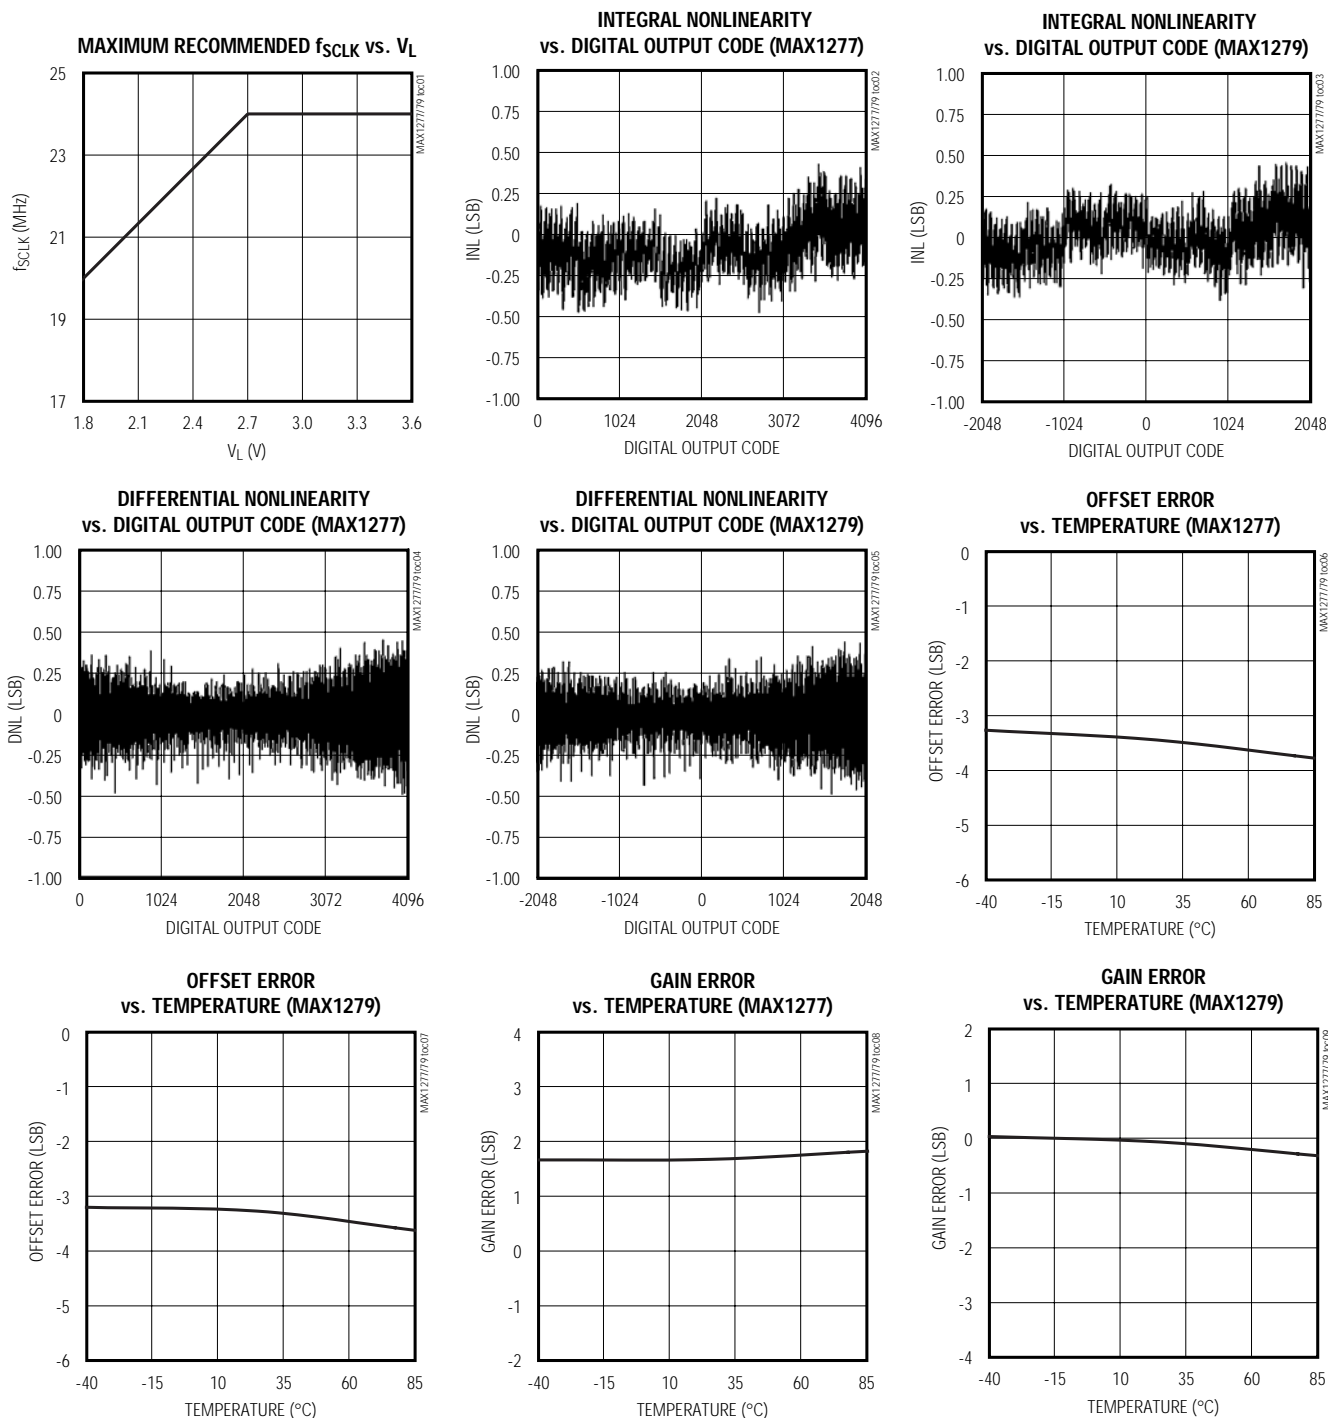 MAXIMUM RECOMMENDED fSCLK vs. VL
25
23
21
19
17
fSCLK (MHz)
1.8 2.1 2.4 2.7 3.0 3.3 3.6
VL (V)
MAX1277/79 toc01
INTEGRAL NONLINEARITY
vs. DIGITAL OUTPUT CODE (MAX1277)
1.00
0.75
0.50
0.25
0
-0.25
-0.50
-0.75
-1.00
INL (LSB)
0 1024 2048 3072 4096
DIGITAL OUTPUT CODE
MAX1277/79 toc02
INTEGRAL NONLINEARITY
vs. DIGITAL OUTPUT CODE (MAX1279)
1.00
0.75
0.50
0.25
0
-0.25
-0.50
-0.75
-1.00
INL (LSB)
-2048 -1024 0 1024 2048
DIGITAL OUTPUT CODE
MAX1277/79 toc03
DIFFERENTIAL NONLINEARITY
vs. DIGITAL OUTPUT CODE (MAX1277)
1.00
0.75
0.50
0.25
0
-0.25
-0.50
-0.75
-1.00
DNL (LSB)
0 1024 2048 3072 4096
DIGITAL OUTPUT CODE
MAX1277/79 toc04
DIFFERENTIAL NONLINEARITY
vs. DIGITAL OUTPUT CODE (MAX1279)
1.00
0.75
0.50
0.25
0
-0.25
-0.50
-0.75
-1.00
DNL (LSB)
-2048 -1024 0 1024 2048
DIGITAL OUTPUT CODE
MAX1277/79 toc05
OFFSET ERROR
vs. TEMPERATURE (MAX1277)
0
-1
-2
-3
-4
-5
-6
OFFSET ERROR (LSB)
-40 -15 10 35 60 85
TEMPERATURE (°C)
MAX1277/79 toc06
OFFSET ERROR
vs. TEMPERATURE (MAX1279)
0
-1
-2
-3
-4
-5
-6
OFFSET ERROR (LSB)
-40 -15 10 35 60 85
TEMPERATURE (°C)
MAX1277/79 toc07
GAIN ERROR
vs. TEMPERATURE (MAX1277)
4
3
2
1
0
-1
-2
GAIN ERROR (LSB)
-40 -15 10 35 60 85
TEMPERATURE (°C)
MAX1277/79 toc08
GAIN ERROR
vs. TEMPERATURE (MAX1279)
2
1
0
-1
-2
-3
-4
GAIN ERROR (LSB)
-40 -15 10 35 60 85
TEMPERATURE (°C)
MAX1277/79 toc09